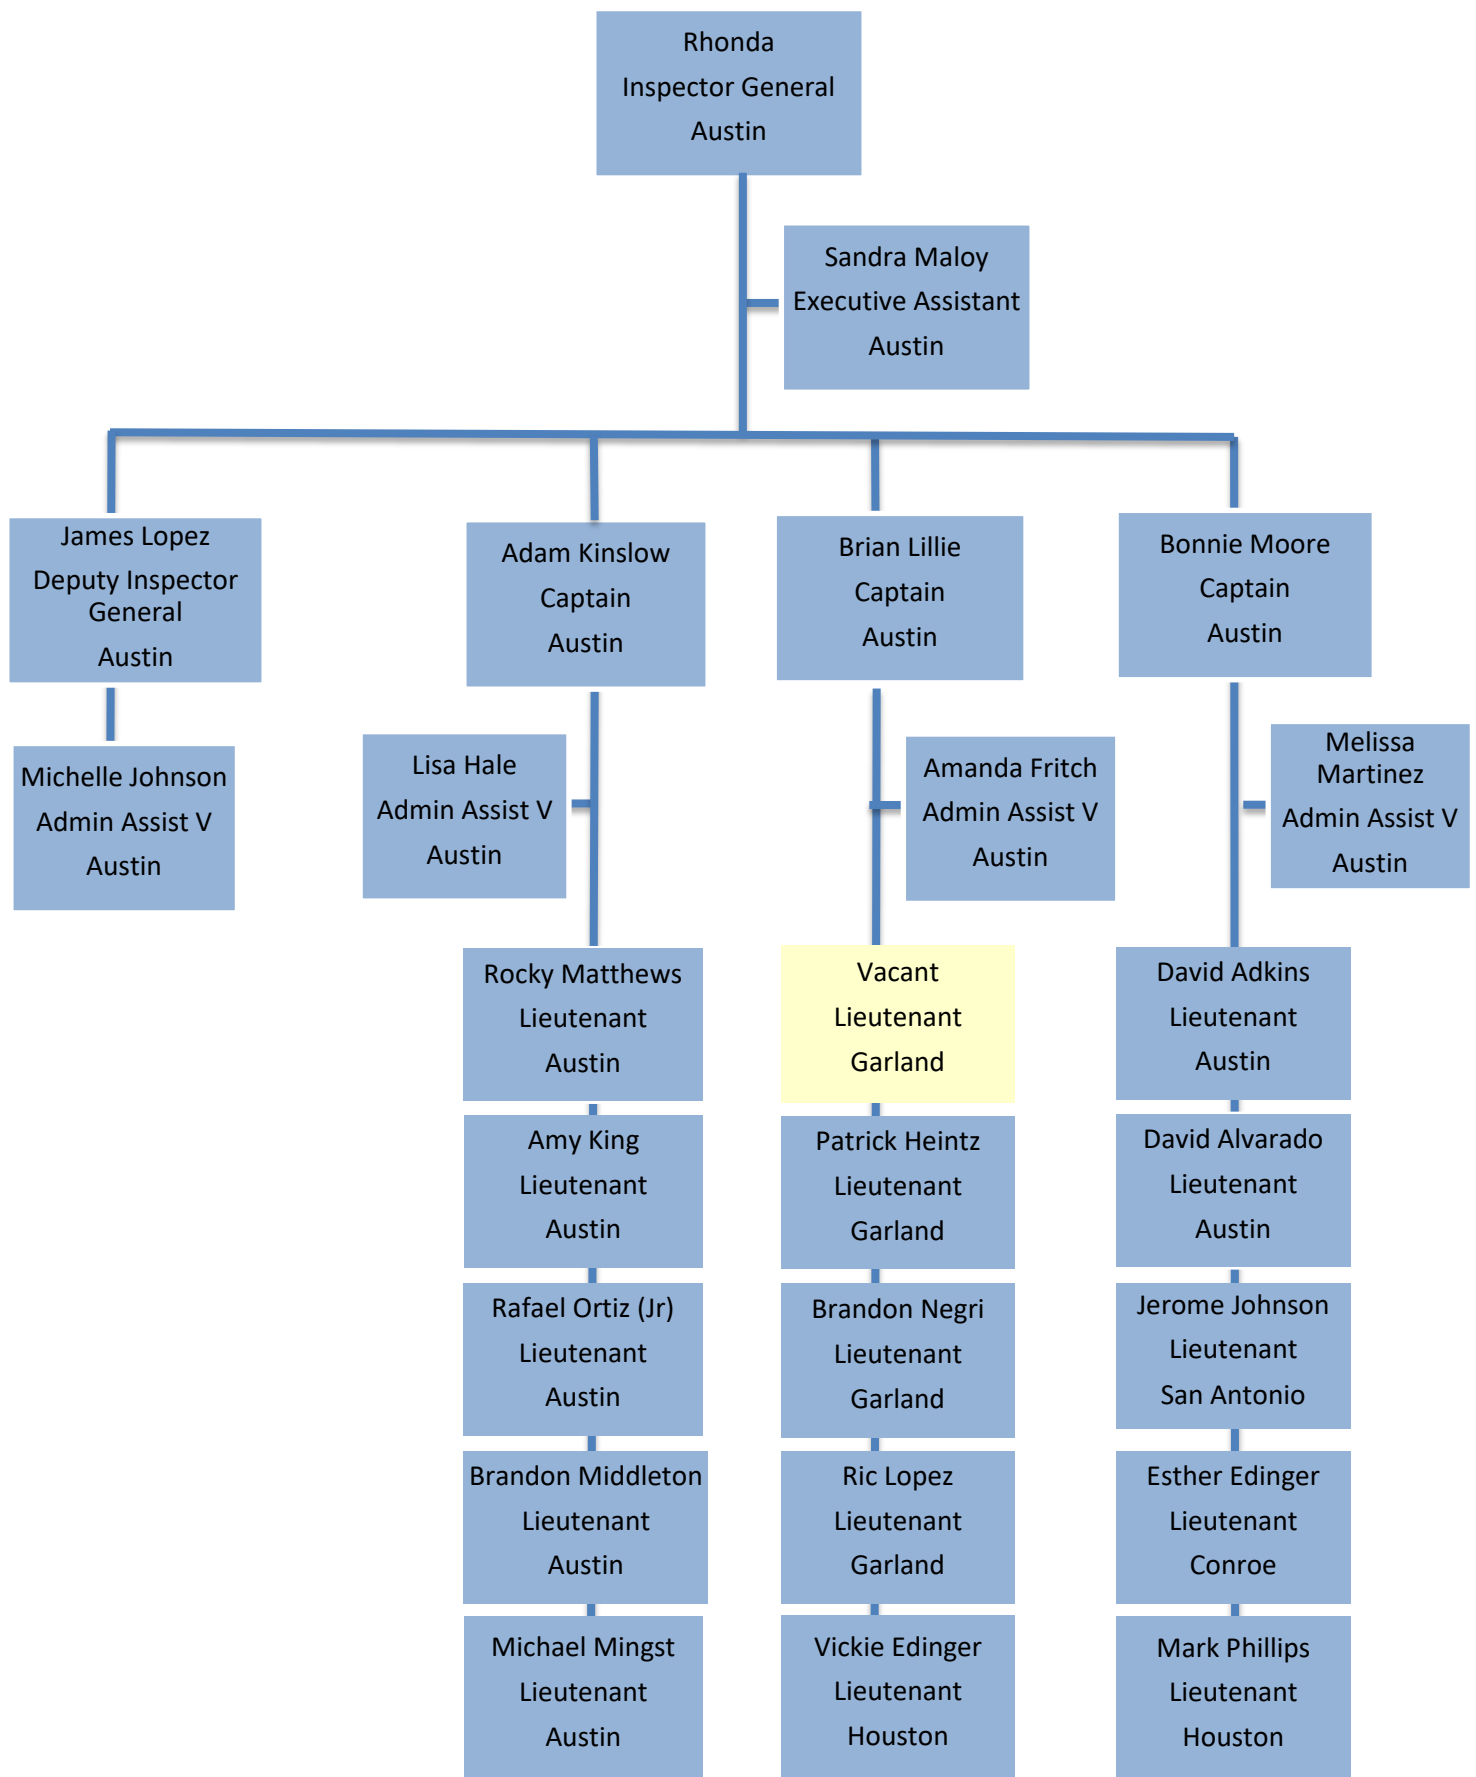 Rhonda
Inspector General
Austin
Sandra Maloy
Executive Assistant
Austin
James Lopez
Deputy Inspector
General
Austin
Adam Kinslow
Captain
Austin
Brian Lillie
Captain
Austin
Bonnie Moore
Captain
Austin
Michelle Johnson
Admin Assist V
Austin
Lisa Hale
Admin Assist V
Austin
Amanda Fritch
Admin Assist V
Austin
Melissa
Martinez
Admin Assist V
Austin
Rocky Matthews
Lieutenant
Austin
Vacant
Lieutenant
Garland
David Adkins
Lieutenant
Austin
Amy King
Lieutenant
Austin
Patrick Heintz
Lieutenant
Garland
David Alvarado
Lieutenant
Austin
Rafael Ortiz (Jr)
Lieutenant
Austin
Brandon Negri
Lieutenant
Garland
Jerome Johnson
Lieutenant
San Antonio
Brandon Middleton
Lieutenant
Austin
Ric Lopez
Lieutenant
Garland
Esther Edinger
Lieutenant
Conroe
Michael Mingst
Lieutenant
Austin
Vickie Edinger
Lieutenant
Houston
Mark Phillips
Lieutenant
Houston